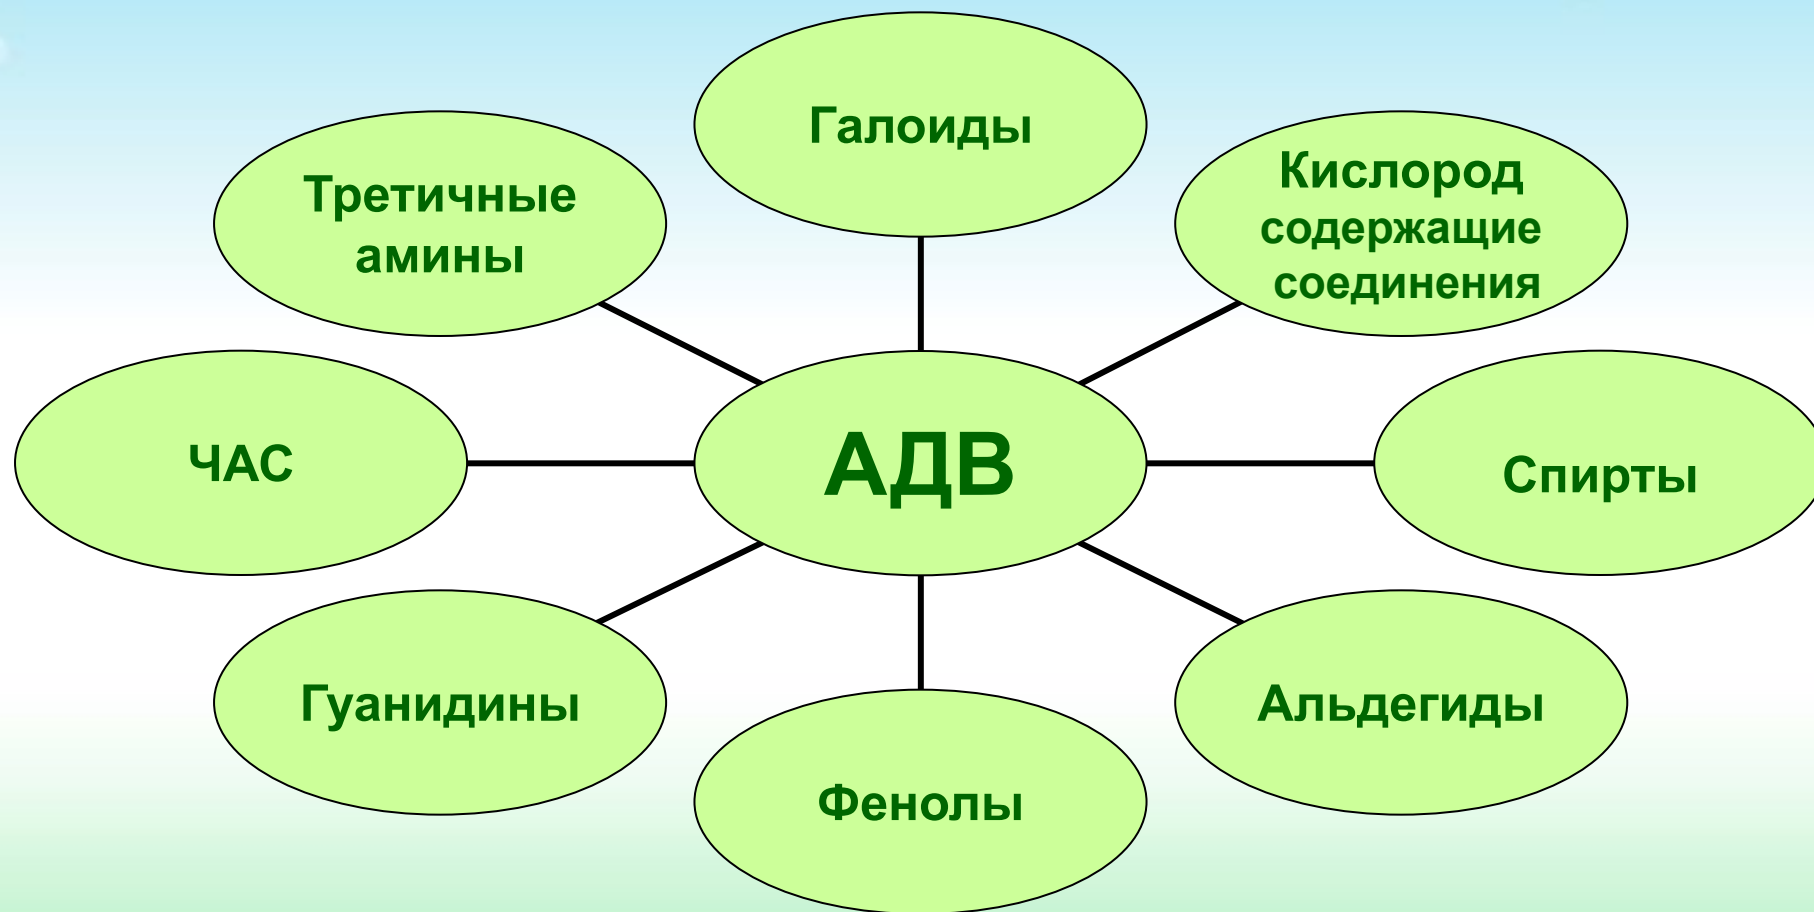 Галоиды
Третичные
амины
Кислород
содержащие
соединения
ЧАС
АДВ
Спирты
Гуанидины
Альдегиды
Фенолы